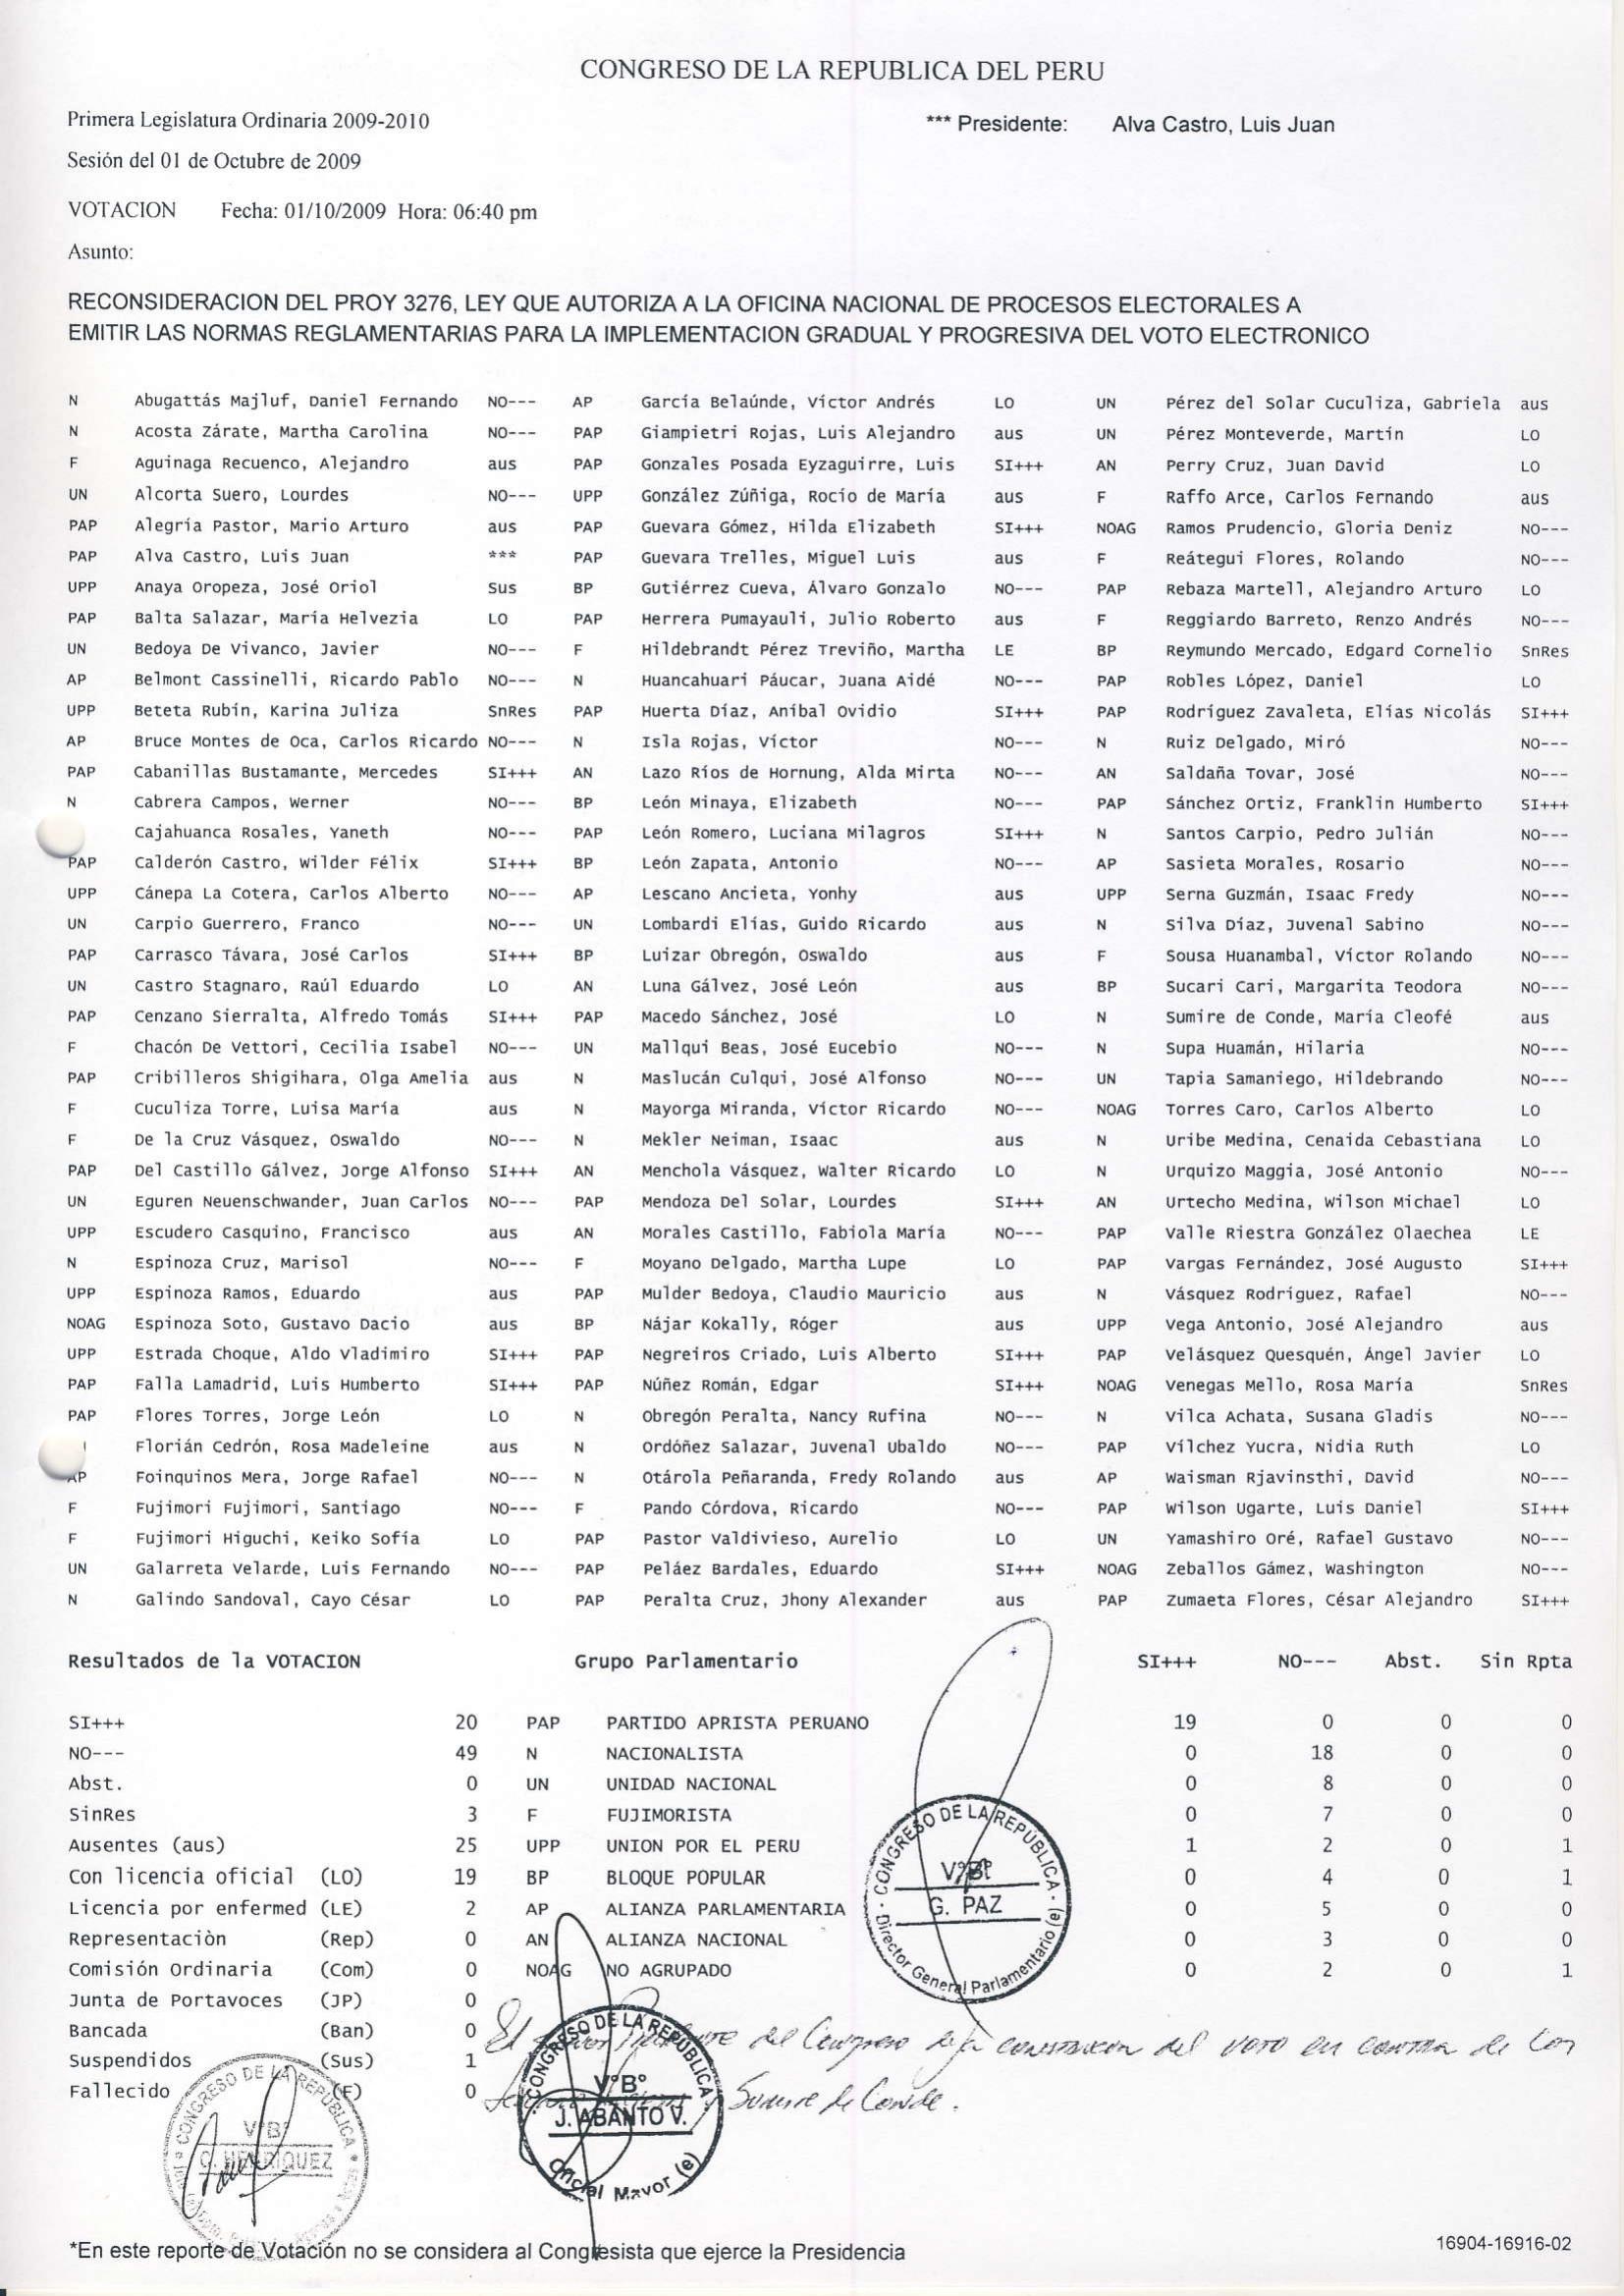 CONGRESO DE LA REPUBLICA DEL PERU
Primera Legislatura Ordinaria 2009-2010 *** Presidente: Alva Castro, Luis Juan
Sesión del 01 de Octubre de 2009
VOTACION Fecha: 01/10/2009 Hora: 06:40 pm
Asunto:
RECONSIDERACION DEL PROY 3276, LEY QUE AUTORIZA A LA OFICINA NACIONAL DE PROCESOS ELECTORALES A
EMITIR LAS NORMAS REGLAMENTARIAS PARA LA IMPLEMENTACION GRADUAL Y PROGRESIVA DEL VOTO ELECTRONICO
N Abugattás Majluf, Daniel Fernando NO--- AP García Belaúnde, Víctor Andrés LO UN Pérez del Solar Cuculiza, Gabriela aus
N Acosta Zárate, Martha Carolina NO--- PAP Giampietri Rojas, Luis Alejandro aus UN Pérez Monteverde, Martín LO
F Aguinaga Recuenco, Alejandro aus PAP Gonzales Posada Eyzaguirre, Luis SI+++ AN Perry Cruz, Juan David LO
UN Alcorta Suero, Lourdes NO--- UPP González Zúñiga, Rocío de María aus F Raffo Arce, Carlos Fernando aus
PAP Alegría Pastor, Mario Arturo aus PAP Guevara Gómez, Hilda Elizabeth SI+++ NOAG Ramos Prudencio, Gloria Deniz NO---
PAP Alva Castro, Luis Juan *** PAP Guevara Trelles, Miguel Luis aus F Reátegui Flores, Rolando NO---
UPP Anaya Oropeza, José Oriol Sus BP Gutiérrez Cueva, Álvaro Gonzalo NO--- PAP Rebaza Martell, Alejandro Arturo LO
PAP Balta Salazar, María Helvezia LO PAP Herrera Pumayauli, Julio Roberto aus F Reggiardo Barreto, Renzo Andrés NO---
UN Bedoya De Vivanco, Javier NO--- F Hildebrandt Pérez Treviño, Martha LE BP Reymundo Mercado, Edgard Cornelio SnRes
AP Belmont Cassinelli, Ricardo Pablo NO--- N Huancahuari Páucar, Juana Aidé NO--- PAP Robles López, Daniel LO
UPP Beteta Rubín, Karina Juliza SnRes PAP Huerta Díaz, Aníbal Ovidio SI+++ PAP Rodríguez Zavaleta, Elías Nicolás SI+++
AP Bruce Montes de Oca, Carlos Ricardo NO--- N Isla Rojas, Víctor NO--- N Ruiz Delgado, Miró NO---
PAP Cabanillas Bustamante, Mercedes SI+++ AN Lazo Ríos de Hornung, Alda Mirta NO--- AN Saldaña Tovar, José NO---
N Cabrera Campos, Werner NO--- BP León Minaya, Elizabeth NO--- PAP Sánchez Ortiz, Franklin Humberto SI+++
Cajahuanca Rosales, Yaneth NO--- PAP León Romero, Luciana Milagros SI+++ N Santos Carpio, Pedro Julián NO---
PAP Calderón Castro, Wilder Félix SI+++ BP León Zapata, Antonio NO--- AP Sasieta Morales, Rosario NO---
UPP Cánepa La Cotera, Carlos Alberto NO--- AP Lescano Ancieta, Yonhy aus UPP Serna Guzmán, Isaac Fredy NO---
UN Carpio Guerrero, Franco NO--- UN Lombardi Elías, Guido Ricardo aus N Silva Díaz, Juvenal Sabino NO---
PAP Carrasco Távara, José Carlos SI+++ BP Luizar Obregón, Oswaldo aus F Sousa Huanambal, Víctor Rolando NO---
UN Castro Stagnaro, Raúl Eduardo LO AN Luna Gálvez, José León aus BP Sucari Cari, Margarita Teodora NO---
PAP Cenzano Sierralta, Alfredo Tomás SI+++ PAP Macedo Sánchez, José LO N Sumire de Conde, María Cleofé aus
F Chacón De Vettori, Cecilia Isabel NO--- UN Mallqui Beas, José Eucebio NO--- N Supa Huamán, Hilaria NO---
PAP Cribilleros Shigihara, Olga Amelia aus N Maslucán Culqui, José Alfonso NO--- UN Tapia Samaniego, Hildebrando NO---
F Cuculiza Torre, Luisa María aus N Mayorga Miranda, Víctor Ricardo NO--- NOAG Torres Caro, Carlos Alberto LO
F De la Cruz Vásquez, Oswaldo NO--- N Mekler Neiman, Isaac aus N Uribe Medina, Cenaida Cebastiana LO
PAP Del Castillo Gálvez, Jorge Alfonso SI+++ AN Menchola Vásquez, Walter Ricardo LO N Urquizo Maggia, José Antonio NO---
UN Eguren Neuenschwander, Juan Carlos NO--- PAP Mendoza Del Solar, Lourdes SI+++ AN Urtecho Medina, Wilson Michael LO
UPP Escudero Casquino, Francisco aus AN Morales Castillo, Fabiola María NO--- PAP Valle Riestra González Olaechea LE
N Espinoza Cruz, Marisol NO--- F Moyano Delgado, Martha Lupe LO PAP Vargas Fernández, José Augusto SI+++
UPP Espinoza Ramos, Eduardo aus PAP Mulder Bedoya, Claudio Mauricio aus N Vásquez Rodriguez, Rafael NO---
NOAG Espinoza Soto, Gustavo Dacio aus BP Nájar Kokally, Róger aus UPP Vega Antonio, José Alejandro aus
UPP Estrada Choque, Aldo Vladimiro SI+++ PAP Negreiros Criado, Luis Alberto SI+++ PAP Velásquez Quesquén, Ángel Javier LO
PAP Falla Lamadrid, Luis Humberto SI+++ PAP Núñez Román, Edgar SI+++ NOAG Venegas Mello, Rosa María SnRes
PAP Flores Torres, Jorge León LO N Obregón Peralta, Nancy Rufina NO--- N Vilca Achata, Susana Gladis NO---
Florián Cedrón, Rosa Madeleine aus N Ordóñez Salazar, Juvenal Ubaldo NO--- PAP Vílchez Yucra, Nidia Ruth LO
AP Foinquinos Mera, Jorge Rafael NO--- N Otárola Peñaranda, Fredy Rolando aus AP Waisman Rjavinsthi, David NO---
F Fujimori Fujimori, Santiago NO--- F Pando Córdova, Ricardo NO--- PAP Wilson Ugarte, Luis Daniel SI+++
F Fujimori Higuchi, Keiko Sofía LO PAP Pastor Valdivieso, Aurelio LO UN Yamashiro Oré, Rafael Gustavo NO---
UN Galarreta Velarde, Luis Fernando NO--- PAP Peláez Bardales, Eduardo SI+++ NOAG Zeballos Gámez, Washington NO---
N Galindo Sandoval, Cayo César LO PAP Peralta Cruz, Jhony Alexander aus PAP Zumaeta Flores, César Alejandro SI+++
Resultados de la VOTACION Grupo Parlamentario SI+++ NO--- Abst. Sin Rpta
SI+++ 20 PAP PARTIDO APRISTA PERUANO 19 0 0 0
NO--- 49 N NACIONALISTA 0 18 0 0
Abst. 0 UN UNIDAD NACIONAL 0 8 0 0
SinRes 3 F FUJIMORISTA 0 7 0 0
Ausentes (aus) 25 UPP UNION POR EL PERU 1 2 0 1
Con licencia oficial (LO) 19 BP BLOQUE POPULAR 0 4 0 1
Licencia por enfermed (LE) 2 AP ALIANZA PARLAMENTARIA 0 5 0 0
Representaciòn (Rep) 0 AN ALIANZA NACIONAL 0 3 0 0
Comisión Ordinaria (Com) 0 NOAG NO AGRUPADO 0 2 0 1
Junta de Portavoces (JP) 0
Bancada (Ban) 0
Suspendidos (Sus) 1
Fallecido (F) 0
CONGRESO DE LA REPÚBLICA
V°B°
G. PAZ
Director General Parlamentario (e)
El del Congreso deja constancia del voto en contra de los
Sumire de Conde.
CONGRESO DE LA REPÚBLICA
V°B°
J. ABANTO V.
Oficial Mayor (e)
CONGRESO DE LA REPÚBLICA
V°B°
C. HENRIQUEZ
*En este reporte de Votación no se considera al Congresista que ejerce la Presidencia
16904-16916-02